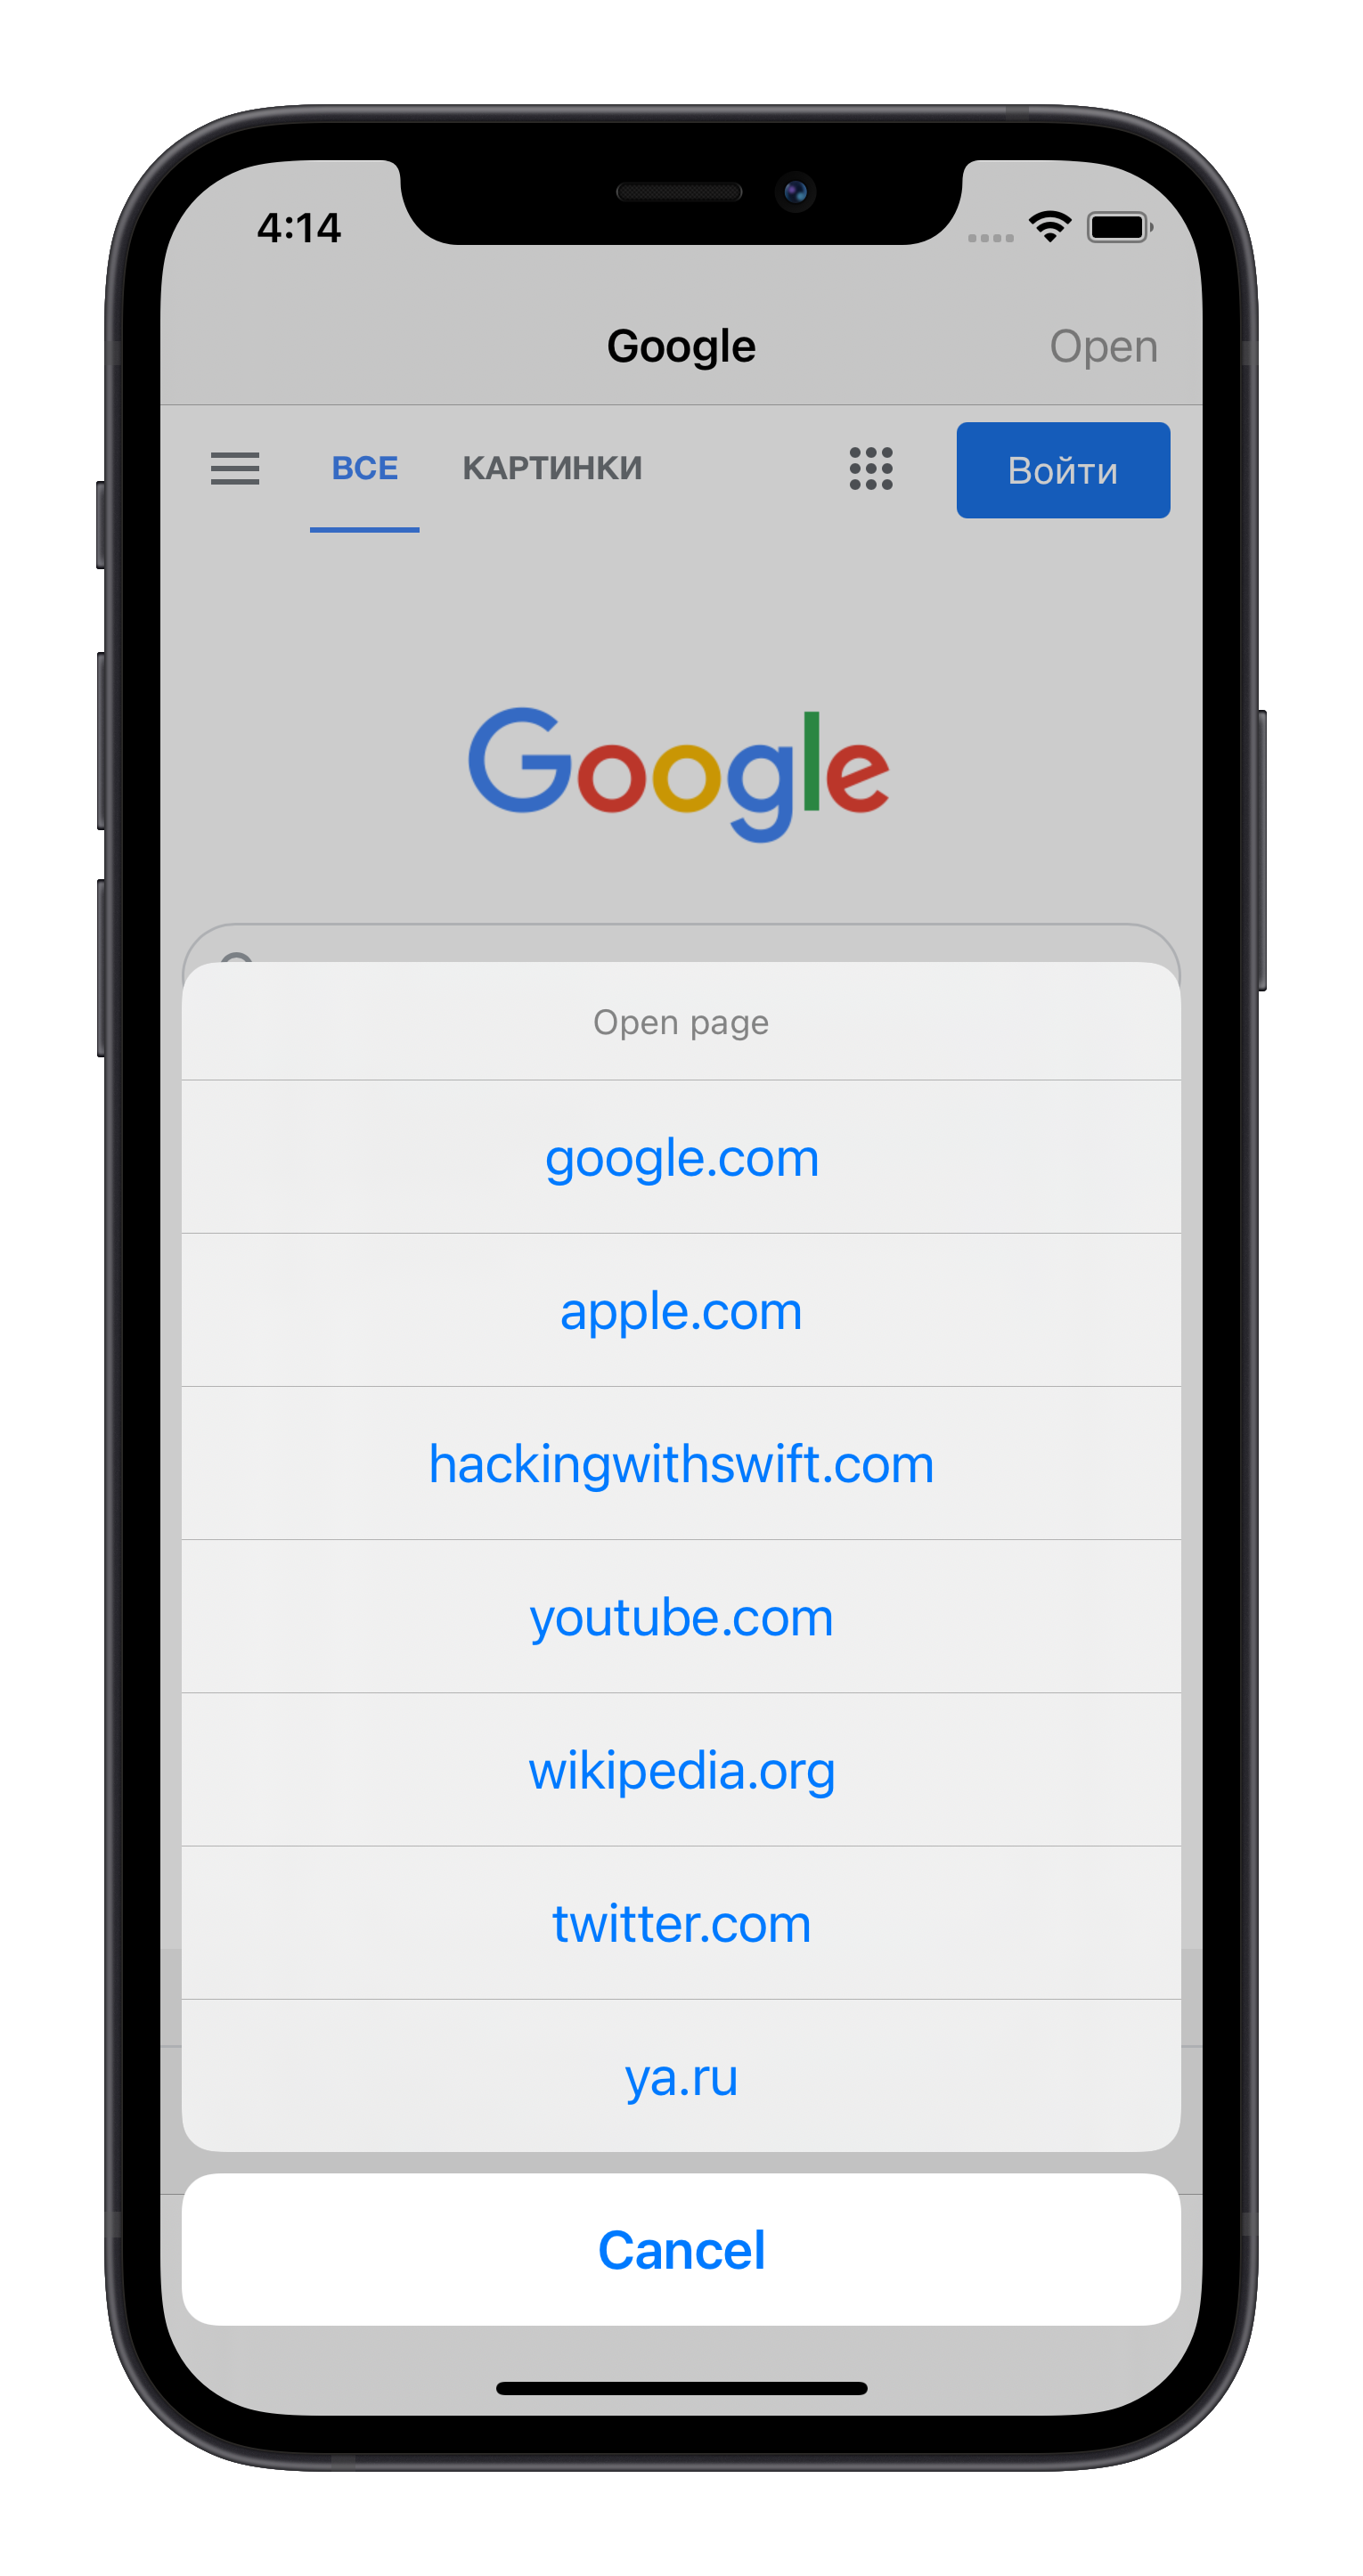 4:14
Google
Open
ВСЕ
КАРТИНКИ
Войти
Google
Open page
google.com
apple.com
hackingwithswift.com
youtube.com
wikipedia.org
twitter.com
ya.ru
Cancel